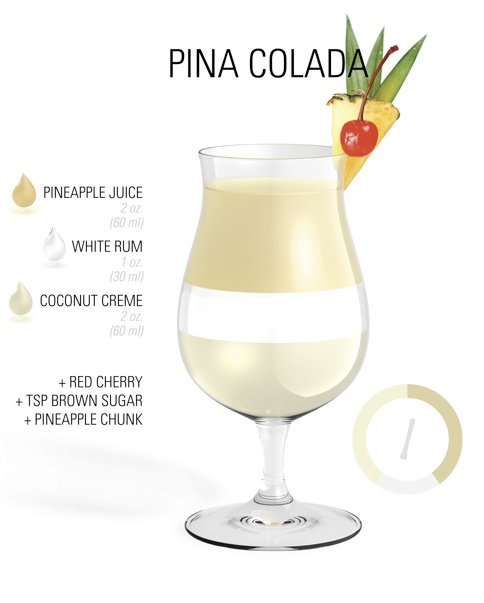 PINA COLADA
PINEAPPLE JUICE
2 oz.
(60 ml)
WHITE RUM
1 oz.
(30 ml)
COCONUT CREME
2 oz.
(60 ml)
+ RED CHERRY
+ TSP BROWN SUGAR
+ PINEAPPLE CHUNK